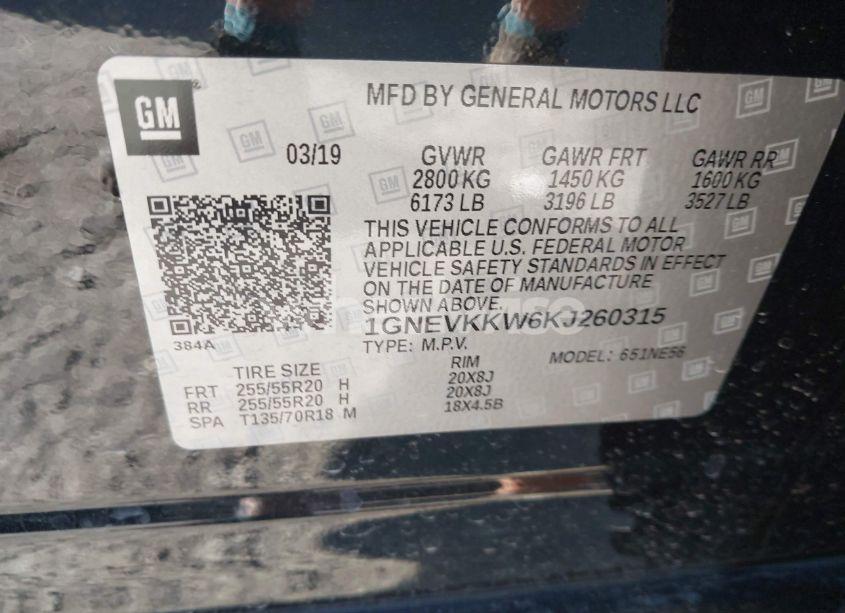 GM
MFD BY GENERAL MOTORS LLC
03/19 GVWR GAWR FRT GAWR RR
2800 KG 1450 KG 1600 KG
6173 LB 3196 LB 3527 LB
THIS VEHICLE CONFORMS TO ALL
APPLICABLE U.S. FEDERAL MOTOR
VEHICLE SAFETY STANDARDS IN EFFECT
ON THE DATE OF MANUFACTURE
SHOWN ABOVE.
1GNEVKKW6KJ260315
384A
TYPE: M.P.V. MODEL: 651NE56
TIRE SIZE RIM
FRT 255/55R20 H 20X8J
RR 255/55R20 H 20X8J
SPA T135/70R18 M 18X4.5B